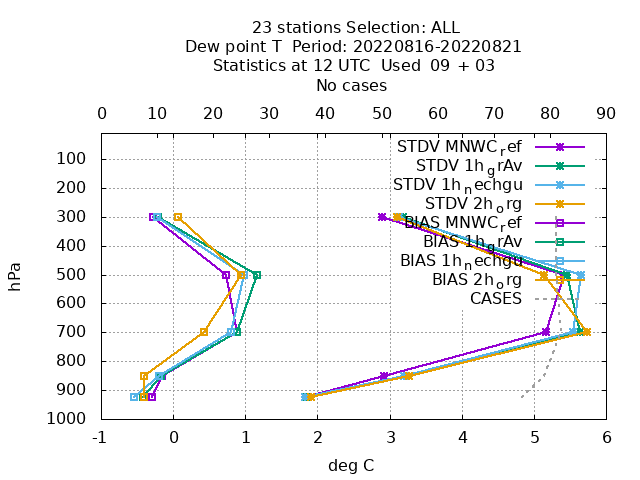 23 stations Selection: ALL
Dew point T  Period: 20220816-20220821
Statistics at 12 UTC  Used  09 + 03
No cases
0 10 20 30 40 50 60 70 80 90
STDV MNWC_ref
STDV 1h_grAv
STDV 1h_nechgu
STDV 2h_org
BIAS MNWC_ref
BIAS 1h_grAv
BIAS 1h_nechgu
BIAS 2h_org
CASES
hPa
100
200
300
400
500
600
700
800
900
1000
-1 0 1 2 3 4 5 6
deg C